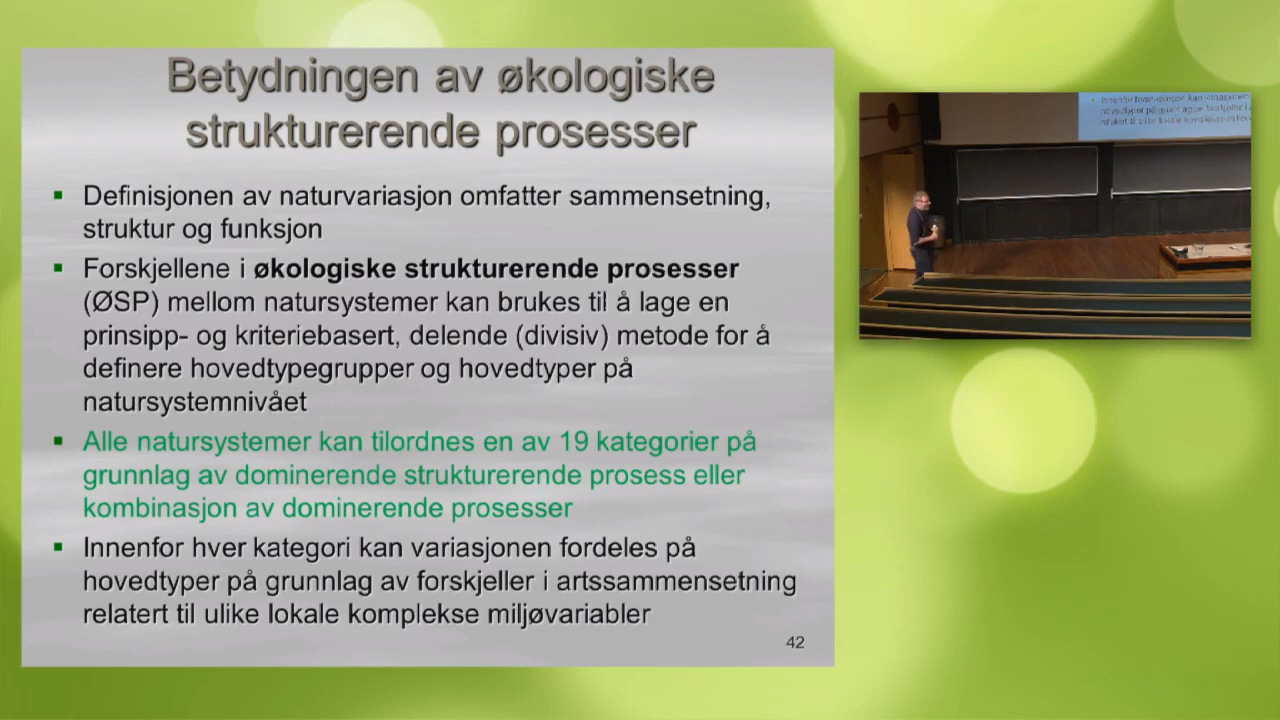 Betydningen av økologiske
strukturerende prosesser
▪ Definisjonen av naturvariasjon omfatter sammensetning,
struktur og funksjon
▪ Forskjellene i økologiske strukturerende prosesser
(ØSP) mellom natursystemer kan brukes til å lage en
prinsipp- og kriteriebasert, delende (divisiv) metode for å
definere hovedtypegrupper og hovedtyper på
natursystemnivået
▪ Alle natursystemer kan tilordnes en av 19 kategorier på
grunnlag av dominerende strukturerende prosess eller
kombinasjon av dominerende prosesser
▪ Innenfor hver kategori kan variasjonen fordeles på
hovedtyper på grunnlag av forskjeller i artssammensetning
relatert til ulike lokale komplekse miljøvariabler
42